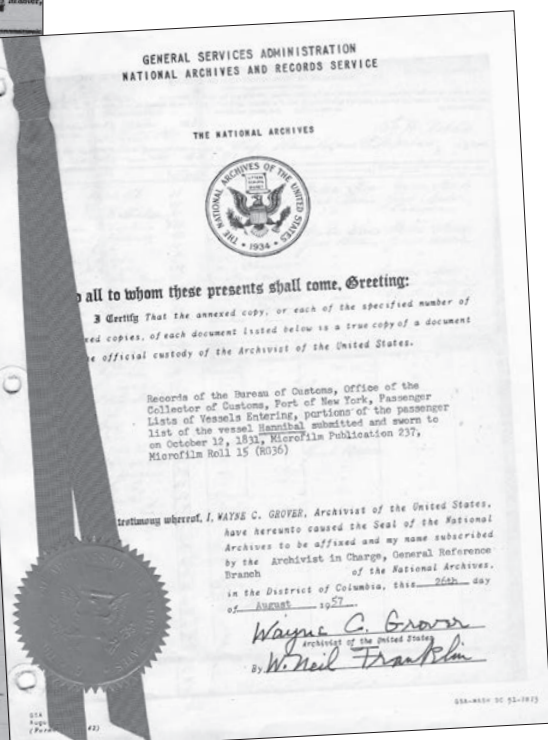 GENERAL SERVICES ADMINISTRATION
NATIONAL ARCHIVES AND RECORDS SERVICE
THE NATIONAL ARCHIVES
THE NATIONAL ARCHIVES OF THE UNITED STATES
• 1934 •
o all to whom these presents shall come, Greeting:
I Certify That the annexed copy, or each of the specified number of
xed copies, of each document listed below is a true copy of a document
e official custody of the Archivist of the United States.
Records of the Bureau of Customs, Office of the
Collector of Customs, Port of New York, Passenger
Lists of Vessels Entering, portions of the passenger
list of the vessel Hannibal submitted and sworn to
on October 12, 1831, Microfilm Publication 237,
Microfilm Roll 15 (RG36)
testimony whereof, I, WAYNE C. GROVER, Archivist of the United States,
have hereunto caused the Seal of the National
Archives to be affixed and my name subscribed
by the Archivist in Charge, General Reference
Branch of the National Archives,
in the District of Columbia, this 26th day
of August 1957
Wayne C. Grover
Archivist of the United States
By W. Neil Franklin
GSA